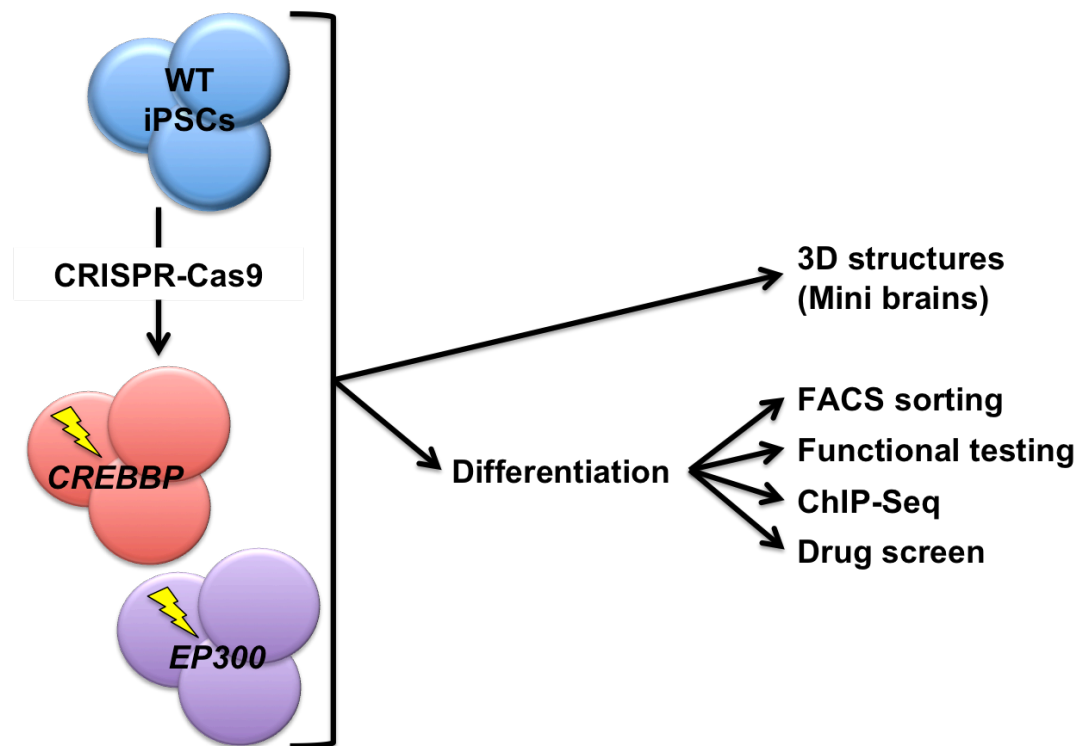 WT
iPSCs
CRISPR-Cas9
CREBBP
EP300
3D structures
(Mini brains)
Differentiation
FACS sorting
Functional testing
ChIP-Seq
Drug screen